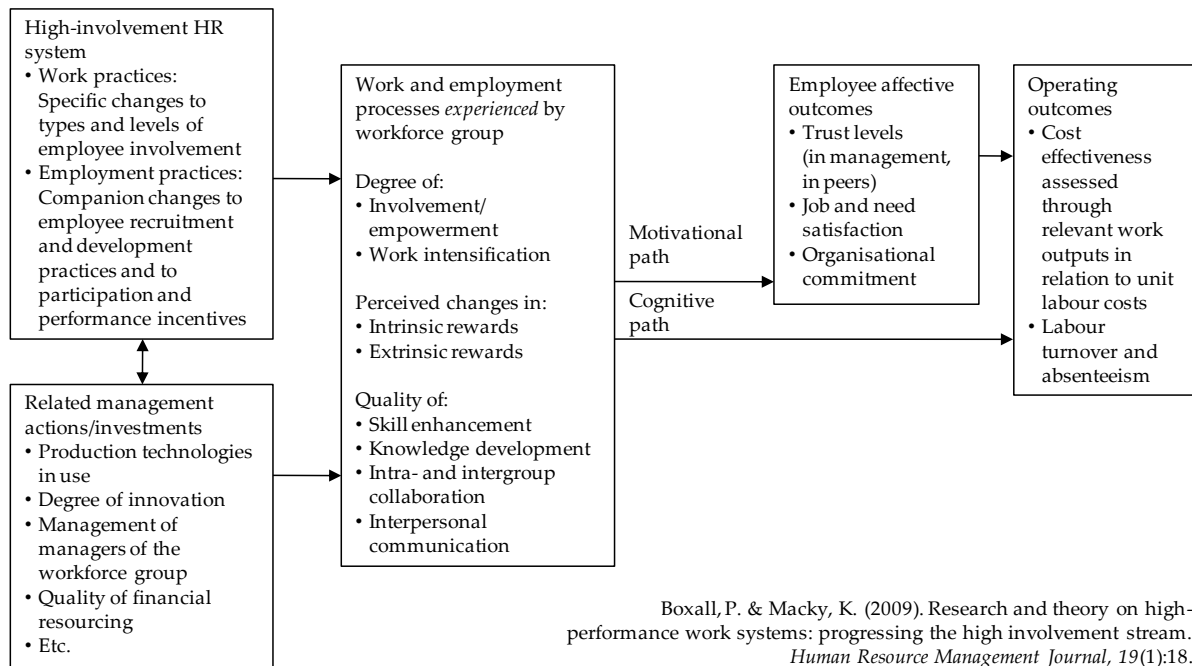 High-involvement HR
system
• Work practices:
Specific changes to
types and levels of
employee involvement
• Employment practices:
Companion changes to
employee recruitment
and development
practices and to
participation and
performance incentives
Related management
actions/investments
• Production technologies
in use
• Degree of innovation
• Management of
managers of the
workforce group
• Quality of financial
resourcing
• Etc.
Work and employment
processes experienced by
workforce group
Degree of:
• Involvement/
empowerment
• Work intensification
Perceived changes in:
• Intrinsic rewards
• Extrinsic rewards
Quality of:
• Skill enhancement
• Knowledge development
• Intra- and intergroup
collaboration
• Interpersonal
communication
Motivational
path
Cognitive
path
Employee affective
outcomes
• Trust levels
(in management,
in peers)
• Job and need
satisfaction
• Organisational
commitment
Operating
outcomes
• Cost
effectiveness
assessed
through
relevant work
outputs in
relation to unit
labour costs
• Labour
turnover and
absenteeism
Boxall, P. & Macky, K. (2009). Research and theory on high-
performance work systems: progressing the high involvement stream.
Human Resource Management Journal, 19(1):18.